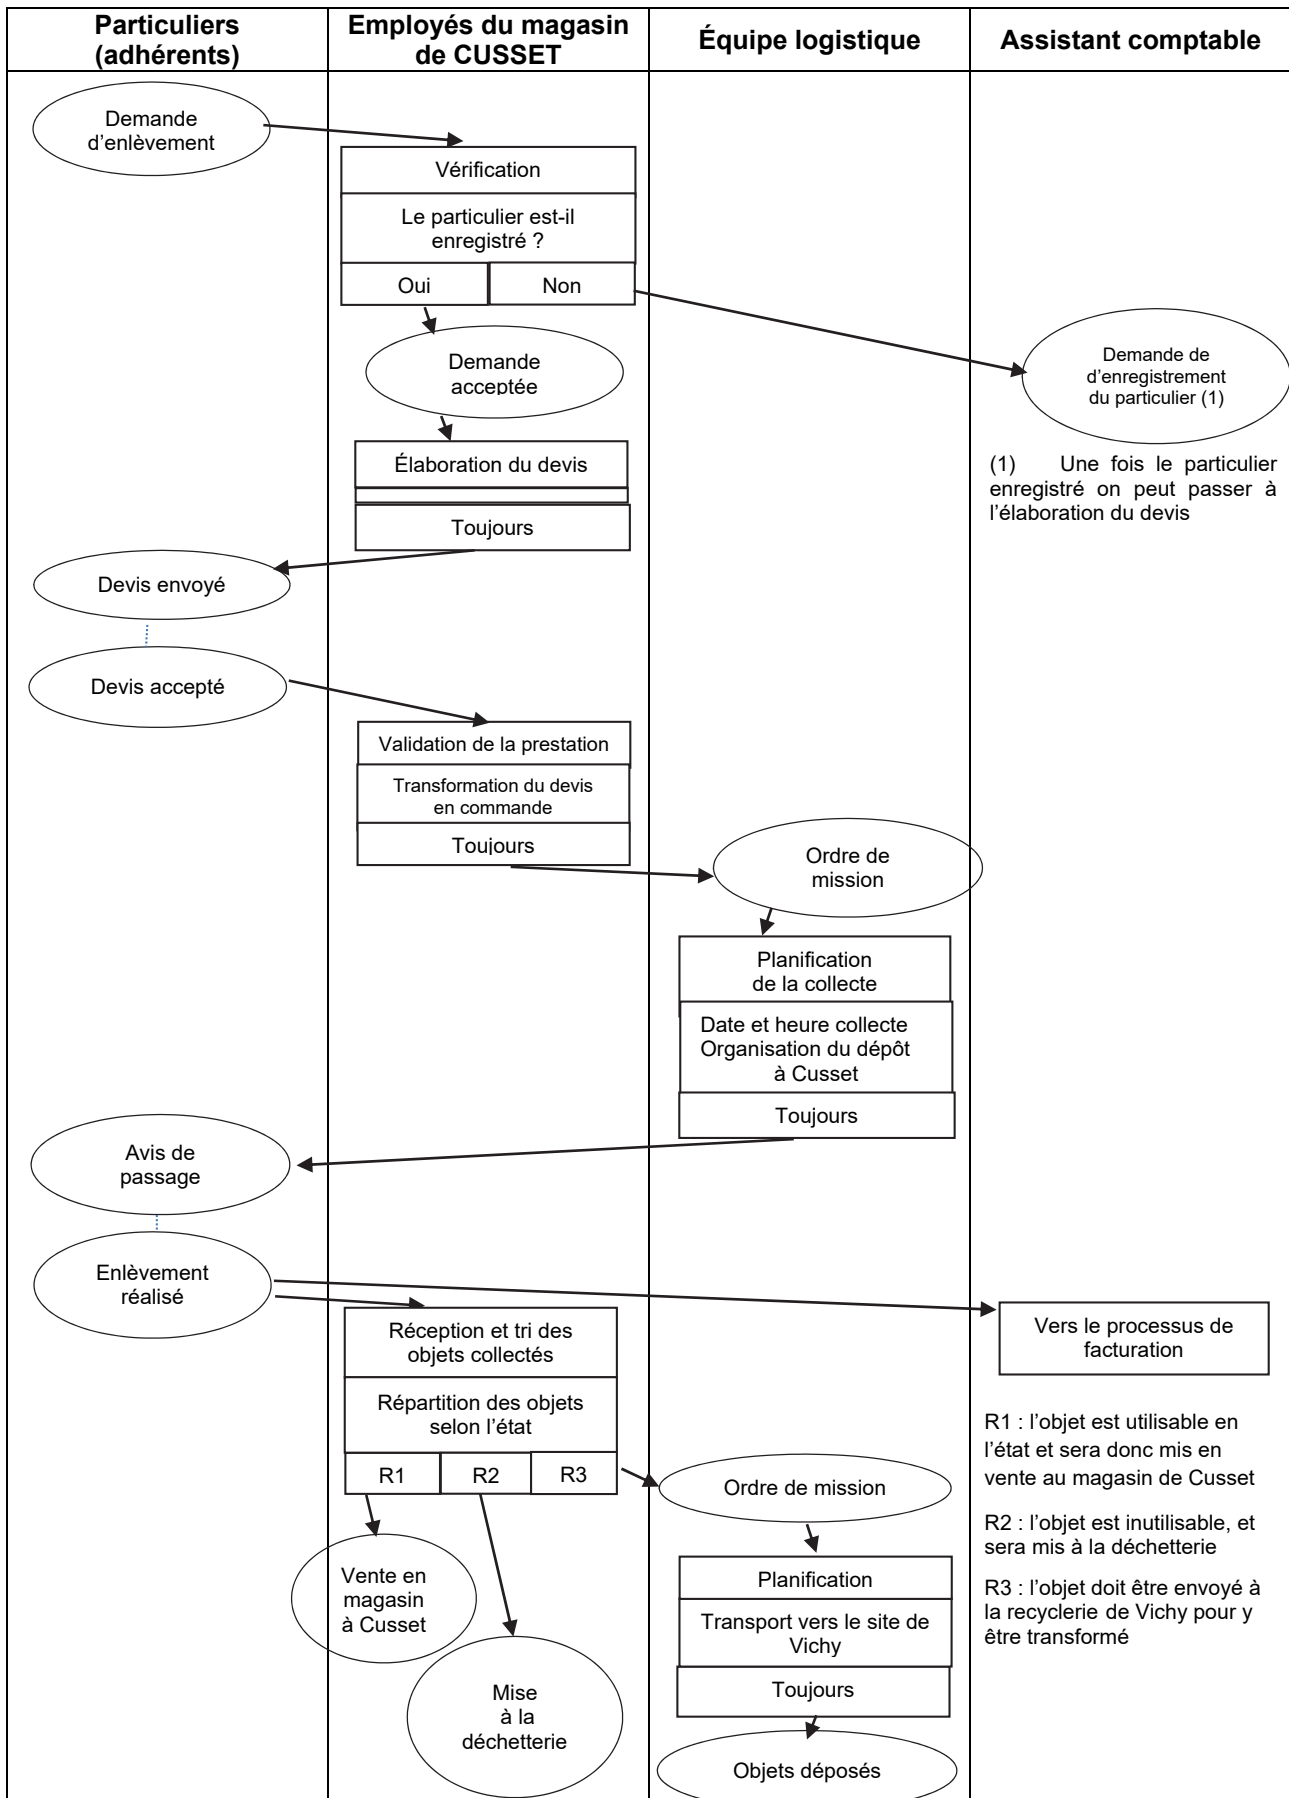 Particuliers
(adhérents)
Employés du magasin
de CUSSET
Équipe logistique
Assistant comptable
Demande
d'enlèvement
Vérification
Le particulier est-il
enregistré ?
Oui
Non
Demande
acceptée
Demande de
d'enregistrement
du particulier (1)
(1) Une fois le particulier
enregistré on peut passer à
l'élaboration du devis
Élaboration du devis
Toujours
Devis envoyé
Devis accepté
Validation de la prestation
Transformation du devis
en commande
Toujours
Ordre de
mission
Planification
de la collecte
Date et heure collecte
Organisation du dépôt
à Cusset
Toujours
Avis de
passage
Enlèvement
réalisé
Réception et tri des
objets collectés
Répartition des objets
selon l'état
R1
R2
R3
Vers le processus de
facturation
R1 : l'objet est utilisable en
l'état et sera donc mis en
vente au magasin de Cusset
R2 : l'objet est inutilisable, et
sera mis à la déchetterie
R3 : l'objet doit être envoyé à
la recyclerie de Vichy pour y
être transformé
Ordre de mission
Vente en
magasin
à Cusset
Planification
Transport vers le site de
Vichy
Toujours
Mise
à la
déchetterie
Objets déposés